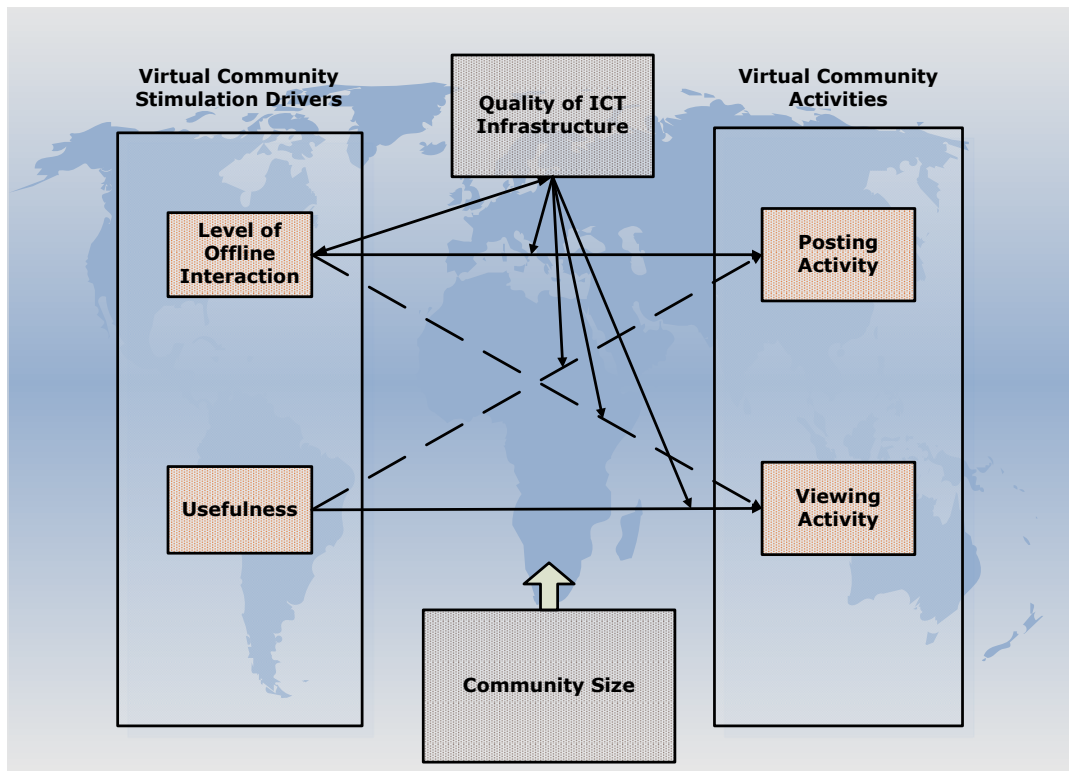 Virtual Community
Stimulation Drivers
Quality of ICT
Infrastructure
Virtual Community
Activities
Level of
Offline
Interaction
Posting
Activity
Usefulness
Viewing
Activity
Community Size